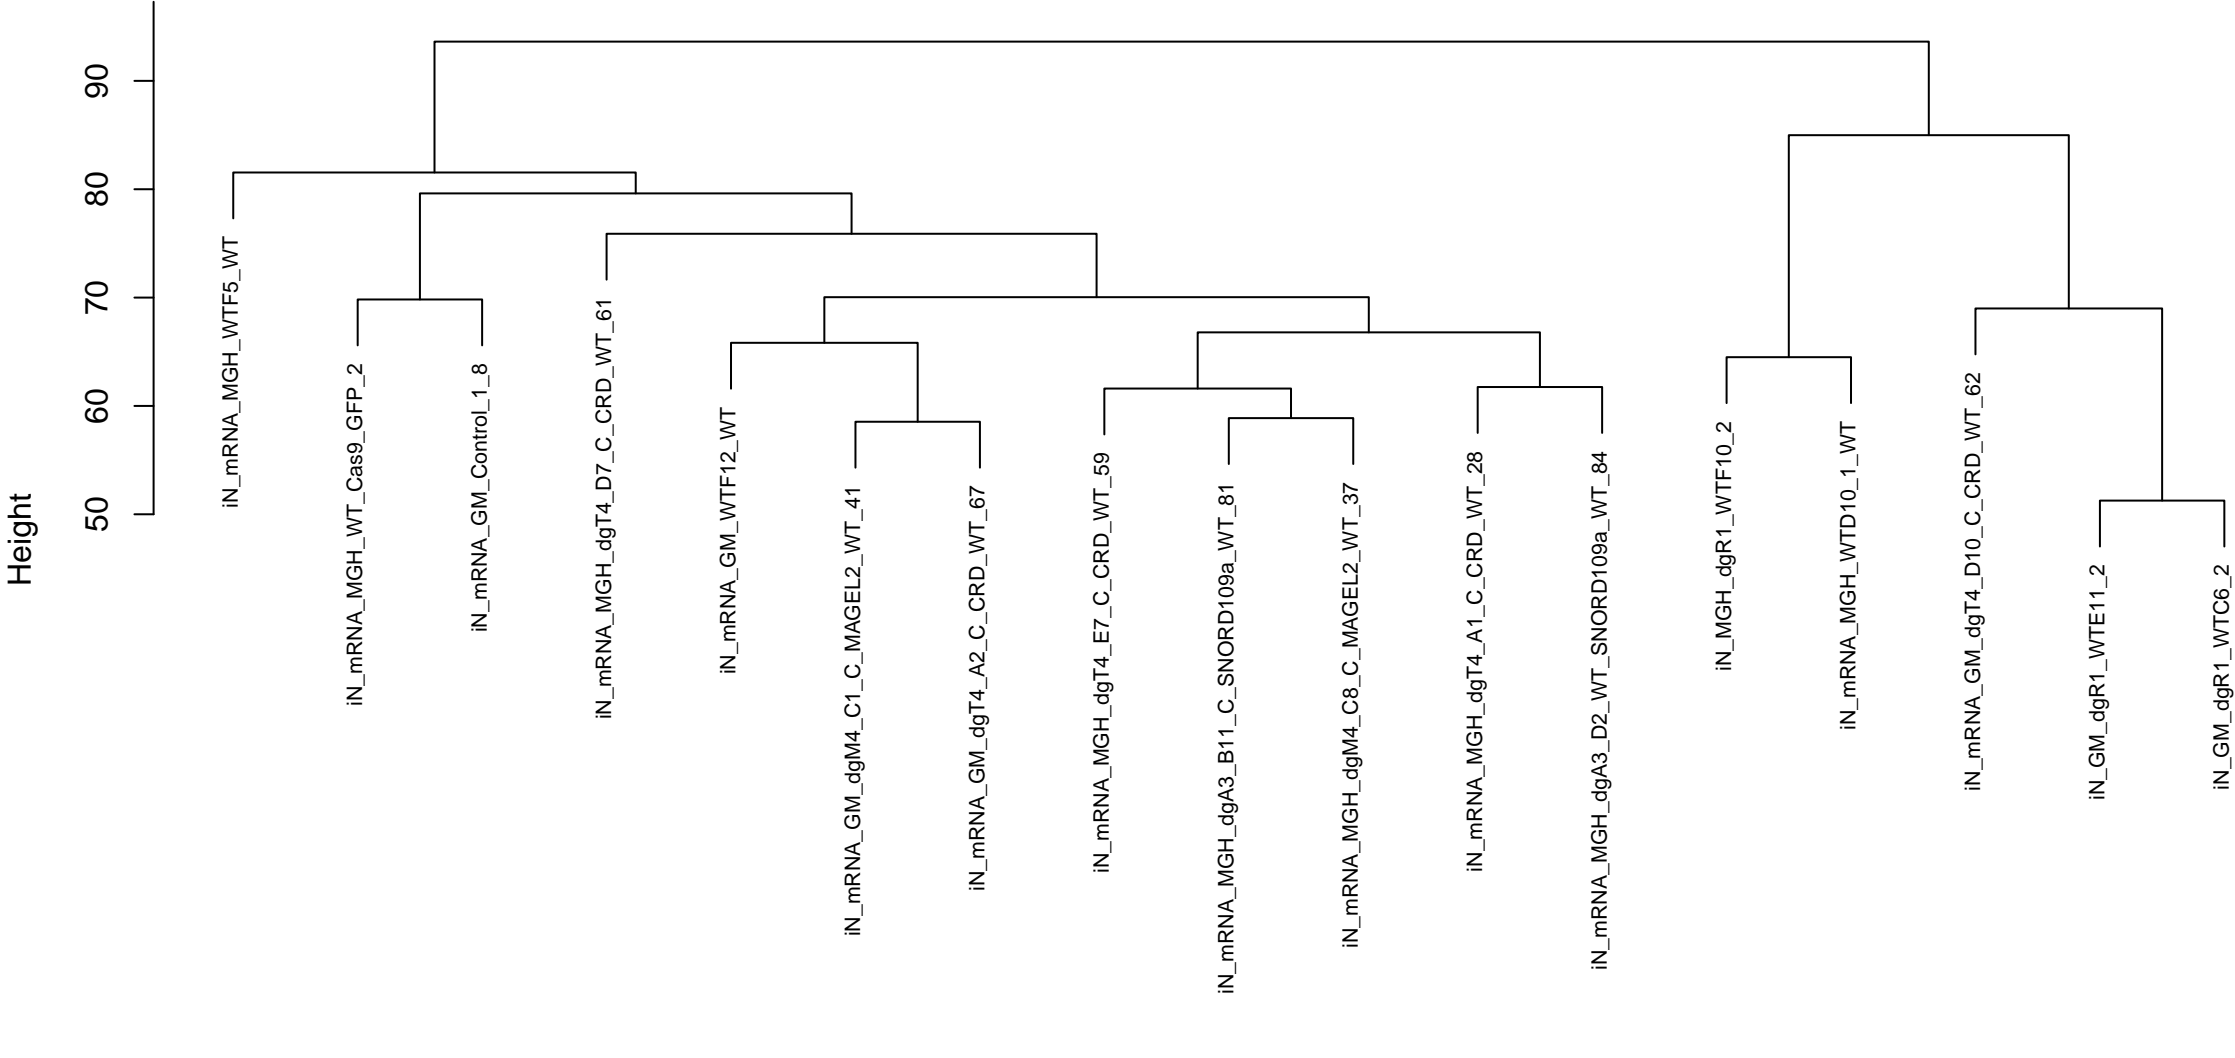 Height
90
80
70
60
50
iN_mRNA_MGH_WTF5_WT
iN_mRNA_MGH_WT_Cas9_GFP_2
iN_mRNA_GM_Control_1_8
iN_mRNA_MGH_dgT4_D7_C_CRD_WT_61
iN_mRNA_GM_WTF12_WT
iN_mRNA_GM_dgM4_C1_C_MAGEL2_WT_41
iN_mRNA_GM_dgT4_A2_C_CRD_WT_67
iN_mRNA_MGH_dgT4_E7_C_CRD_WT_59
iN_mRNA_MGH_dgA3_B11_C_SNORD109a_WT_81
iN_mRNA_MGH_dgM4_C8_C_MAGEL2_WT_37
iN_mRNA_MGH_dgT4_A1_C_CRD_WT_28
iN_mRNA_MGH_dgA3_D2_WT_SNORD109a_WT_84
iN_MGH_dgR1_WTF10_2
iN_mRNA_MGH_WTD10_1_WT
iN_mRNA_GM_dgT4_D10_C_CRD_WT_62
iN_GM_dgR1_WTE11_2
iN_GM_dgR1_WTC6_2